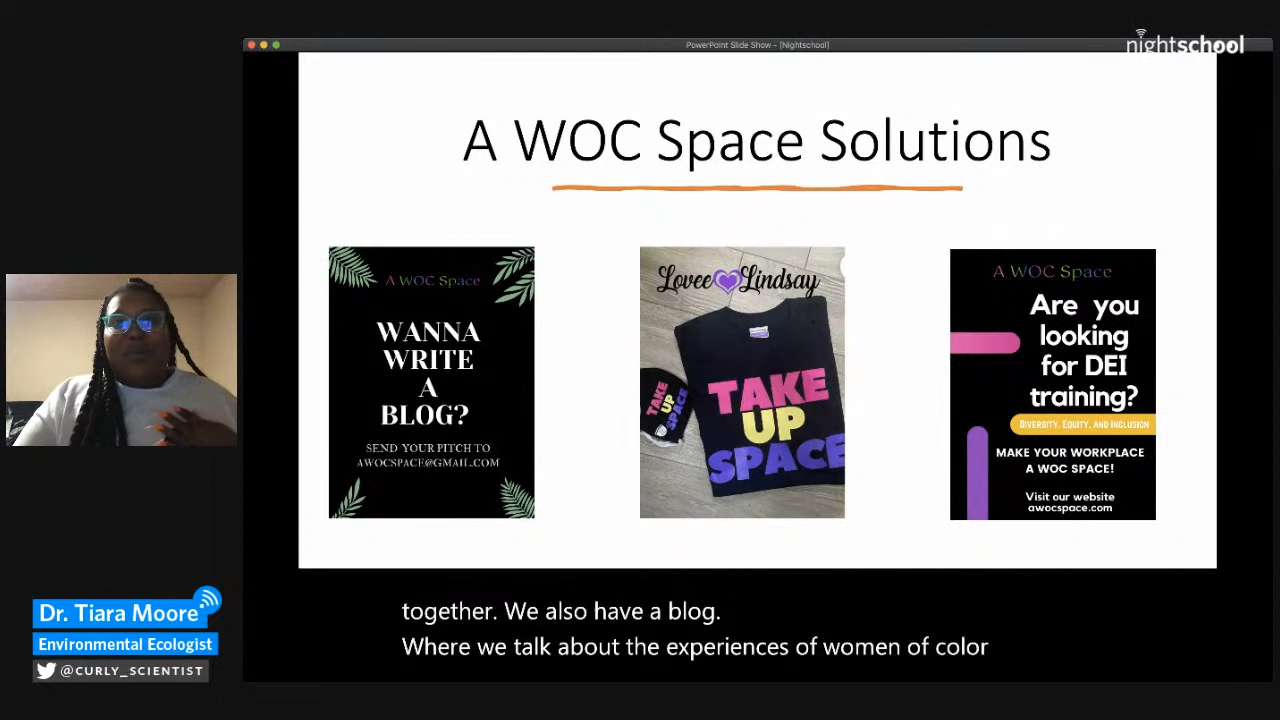 PowerPoint Slide Show - [Nightschool]
nightschool
A WOC Space Solutions
A WOC Space
WANNA
WRITE
A
BLOG?
SEND YOUR PITCH TO
AWOCSPACE@GMAIL.COM
Lovee Lindsay
TAKE
UP
SPACE
TAKE
UP
SPACE
A WOC Space
Are you
looking
for DEI
training?
DIVERSITY, EQUITY, AND INCLUSION
MAKE YOUR WORKPLACE
A WOC SPACE!
Visit our website
awocspace.com
together. We also have a blog.
Where we talk about the experiences of women of color
Dr. Tiara Moore
Environmental Ecologist
@CURLY_SCIENTIST